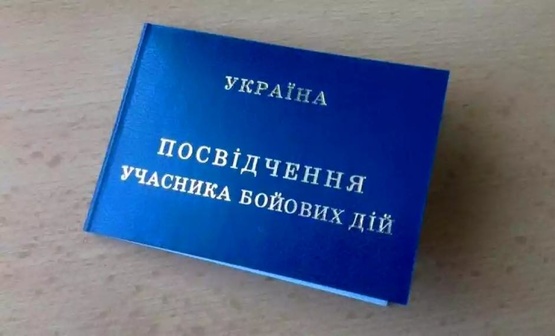 УКРАЇНА
ПОСВІДЧЕННЯ
УЧАСНИКА БОЙОВИХ ДІЙ